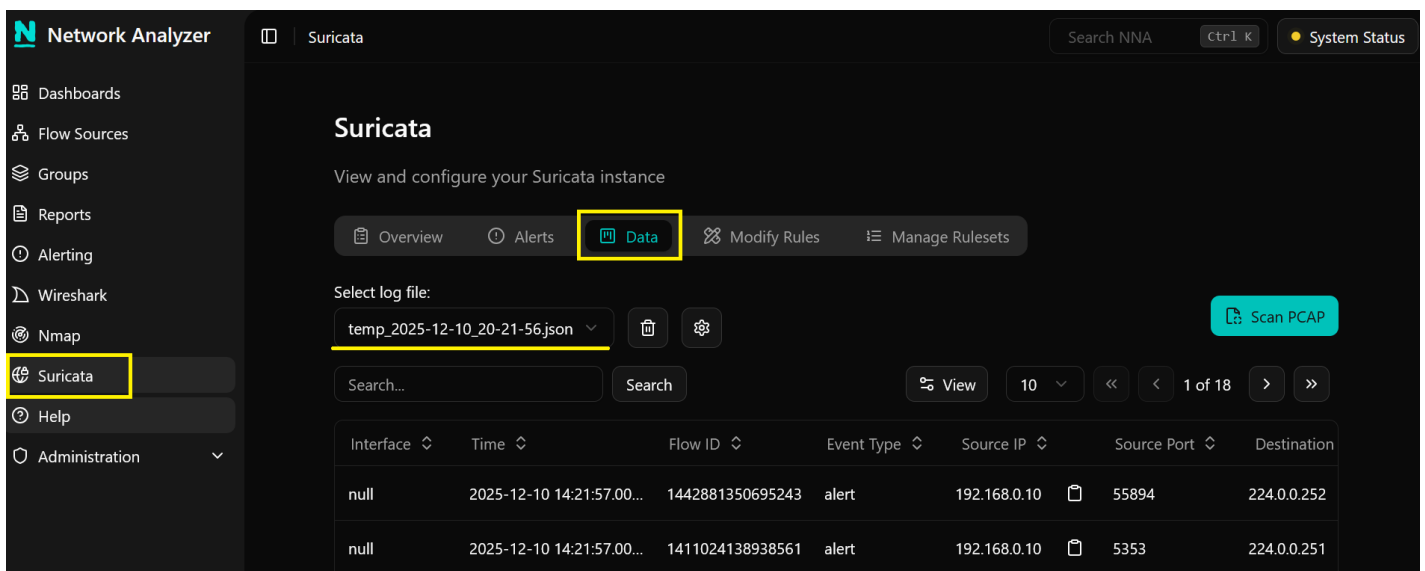 Network Analyzer
Suricata
Search NNA
Ctrl K
System Status
Dashboards
Flow Sources
Groups
Reports
Alerting
Wireshark
Nmap
Suricata
Help
Administration
Suricata
View and configure your Suricata instance
Overview
Alerts
Data
Modify Rules
Manage Rulesets
Select log file:
temp_2025-12-10_20-21-56.json
Scan PCAP
Search...
Search
View
10
1 of 18
Interface Time Flow ID Event Type Source IP Source Port Destination
null 2025-12-10 14:21:57.00... 1442881350695243 alert 192.168.0.10 55894 224.0.0.252
null 2025-12-10 14:21:57.00... 1411024138938561 alert 192.168.0.10 5353 224.0.0.251